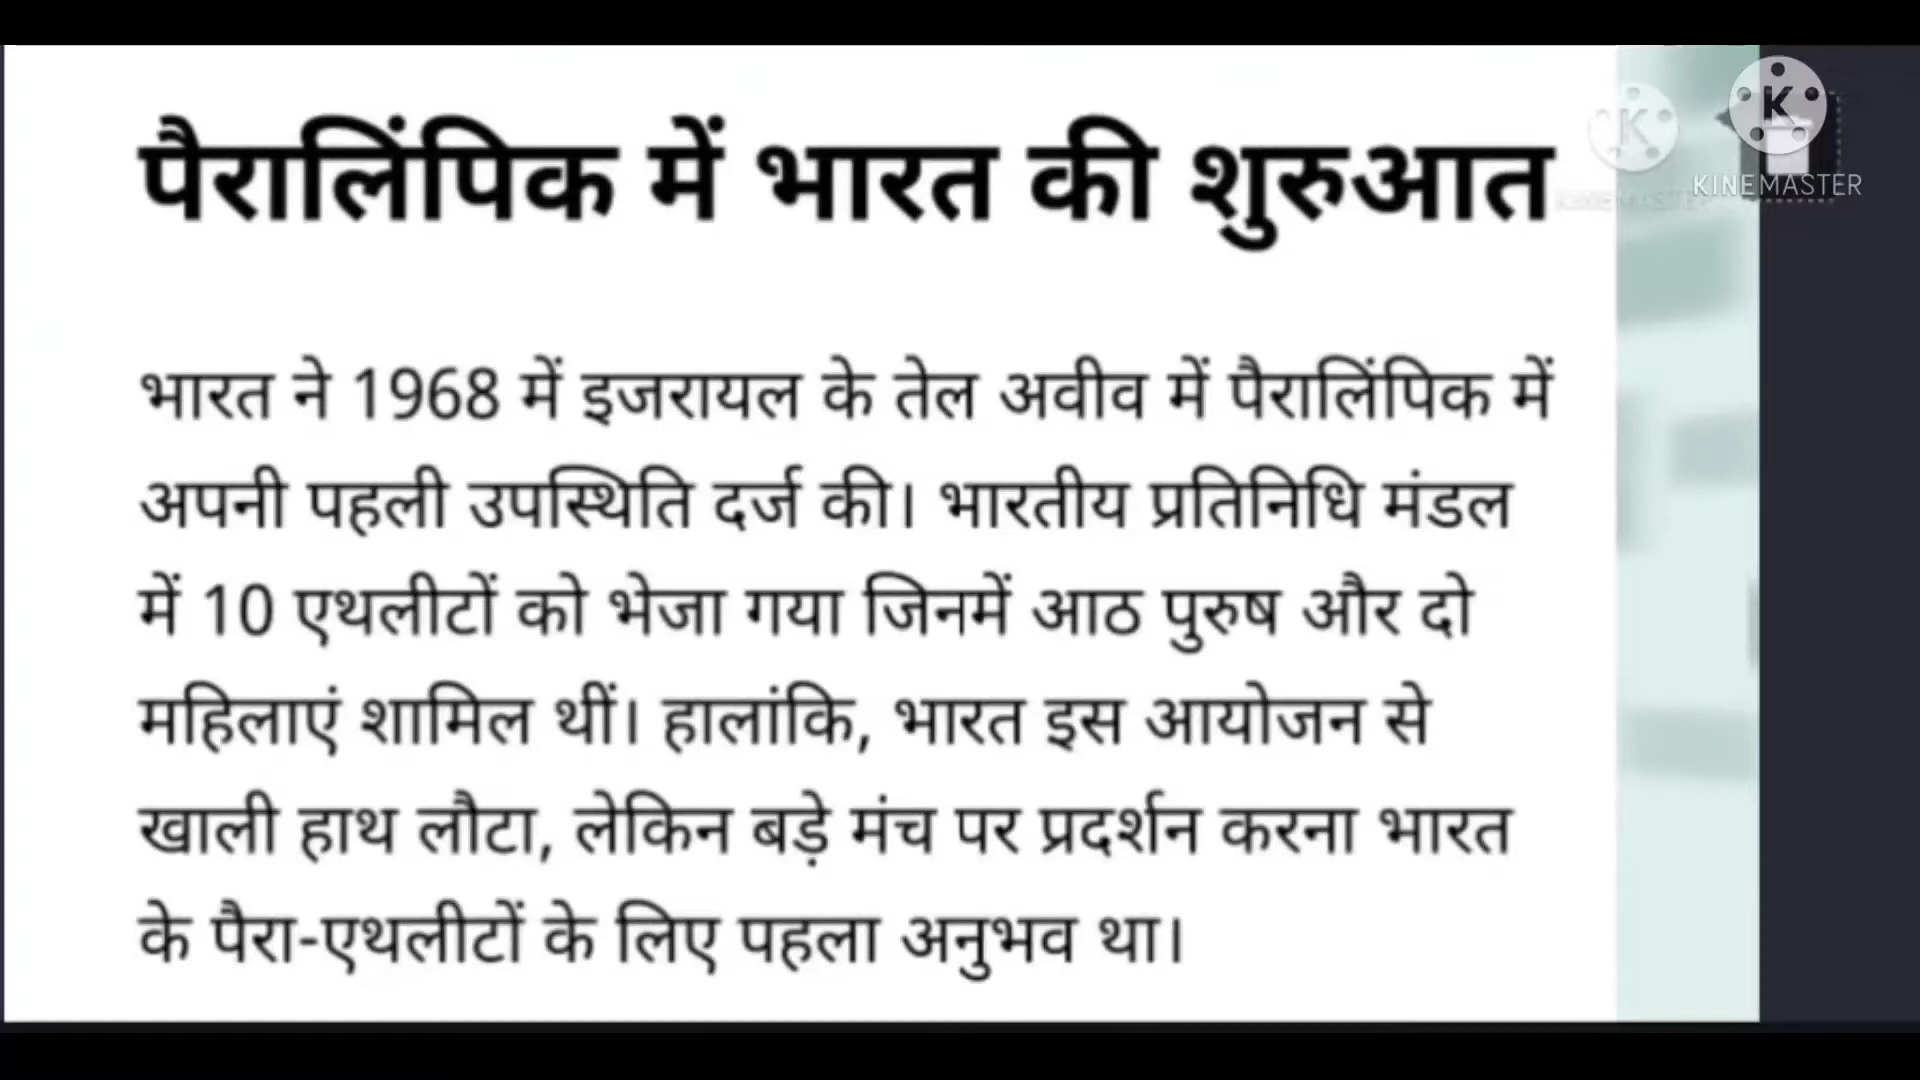 पैरालिंपिक में भारत की शुरुआत
KINEMASTER
KINEMASTER
भारत ने 1968 में इजरायल के तेल अवीव में पैरालिंपिक में
अपनी पहली उपस्थिति दर्ज की। भारतीय प्रतिनिधि मंडल
में 10 एथलीटों को भेजा गया जिनमें आठ पुरुष और दो
महिलाएं शामिल थीं। हालांकि, भारत इस आयोजन से
खाली हाथ लौटा, लेकिन बड़े मंच पर प्रदर्शन करना भारत
के पैरा-एथलीटों के लिए पहला अनुभव था।